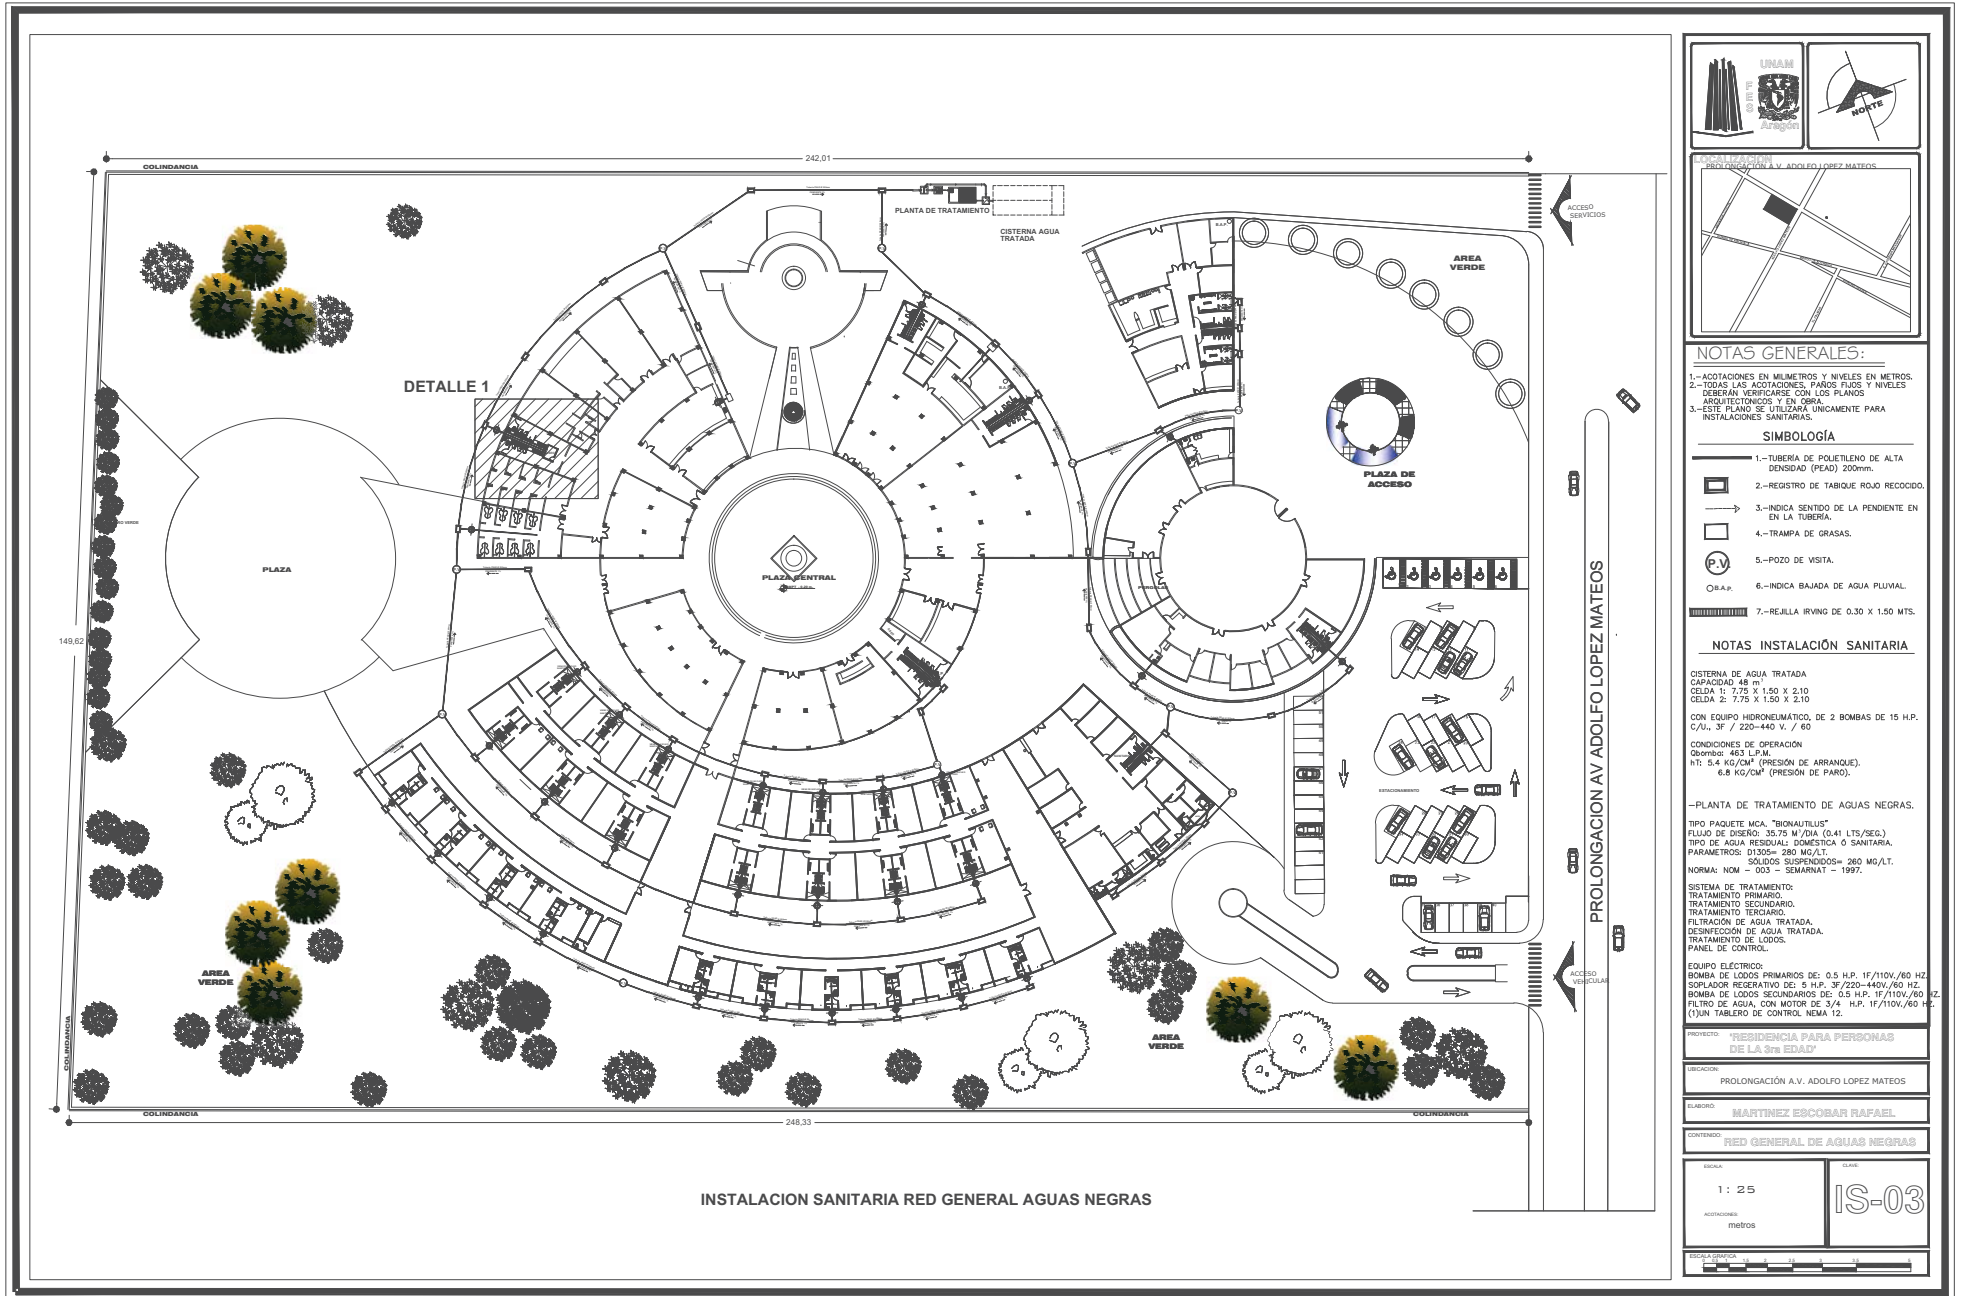 242,01
COLINDANCIA
PLANTA DE TRATAMIENTO
CISTERNA AGUA
TRATADA
B.A.P.
ACCESO
SERVICIOS
AREA
VERDE
DETALLE 1
PLAZA DE
ACCESO
PLAZA
PLAZA CENTRAL
149,62
ESTACIONAMIENTO
PROLONGACION AV ADOLFO LOPEZ MATEOS
AREA
VERDE
ACCESO
VEHICULAR
AREA
VERDE
COLINDANCIA
COLINDANCIA
COLINDANCIA
248,33
INSTALACION SANITARIA RED GENERAL AGUAS NEGRAS
UNAM
FES
Aragón
NORTE
LOCALIZACIÓN
PROLONGACIÓN A.V. ADOLFO LOPEZ MATEOS
NOTAS GENERALES:
1.-ACOTACIONES EN MILIMETROS Y NIVELES EN METROS.
2.-TODAS LAS ACOTACIONES, PAÑOS FIJOS Y NIVELES
DEBERÁN VERIFICARSE CON LOS PLANOS
ARQUITECTONICOS Y EN OBRA.
3.-ESTE PLANO SE UTILIZARÁ UNICAMENTE PARA
INSTALACIONES SANITARIAS.
SIMBOLOGÍA
1.-TUBERÍA DE POLIETILENO DE ALTA
DENSIDAD (PEAD) 200mm.
2.-REGISTRO DE TABIQUE ROJO RECOCIDO.
3.-INDICA SENTIDO DE LA PENDIENTE EN
EN LA TUBERÍA.
4.-TRAMPA DE GRASAS.
P.V.
5.-POZO DE VISITA.
B.A.P.
6.-INDICA BAJADA DE AGUA PLUVIAL.
7.-REJILLA IRVING DE 0.30 X 1.50 MTS.
NOTAS INSTALACIÓN SANITARIA
CISTERNA DE AGUA TRATADA
CAPACIDAD 48 m³
CELDA 1: 7.75 X 1.50 X 2.10
CELDA 2: 7.75 X 1.50 X 2.10
CON EQUIPO HIDRONEUMÁTICO, DE 2 BOMBAS DE 15 H.P.
C/U., 3F / 220-440 V. / 60
CONDICIONES DE OPERACIÓN
Qbomba: 463 L.P.M.
hT: 5.4 KG/CM² (PRESIÓN DE ARRANQUE).
6.8 KG/CM² (PRESIÓN DE PARO).
-PLANTA DE TRATAMIENTO DE AGUAS NEGRAS.
TIPO PAQUETE MCA. "BIONAUTILUS"
FLUJO DE DISEÑO: 35.75 M³/DIA (0.41 LTS/SEG.)
TIPO DE AGUA RESIDUAL: DOMÉSTICA Ó SANITARIA.
PARAMETROS: D1305= 280 MG/LT.
SÓLIDOS SUSPENDIDOS= 260 MG/LT.
NORMA: NOM - 003 - SEMARNAT - 1997.
SISTEMA DE TRATAMIENTO:
TRATAMIENTO PRIMARIO.
TRATAMIENTO SECUNDARIO.
TRATAMIENTO TERCIARIO.
FILTRACIÓN DE AGUA TRATADA.
DESINFECCIÓN DE AGUA TRATADA.
TRATAMIENTO DE LODOS.
PANEL DE CONTROL.
EQUIPO ELÉCTRICO:
BOMBA DE LODOS PRIMARIOS DE: 0.5 H.P. 1F/110V./60 HZ.
SOPLADOR REGERATIVO DE: 5 H.P. 3F/220-440V./60 HZ.
BOMBA DE LODOS SECUNDARIOS DE: 0.5 H.P. 1F/110V./60 HZ.
FILTRO DE AGUA, CON MOTOR DE 3/4 H.P. 1F/110V./60 HZ.
(1)UN TABLERO DE CONTROL NEMA 12.
PROYECTO:
"RESIDENCIA PARA PERSONAS
DE LA 3ra EDAD"
UBICACION:
PROLONGACIÓN A.V. ADOLFO LOPEZ MATEOS
ELABORÓ:
MARTINEZ ESCOBAR RAFAEL
CONTENIDO:
RED GENERAL DE AGUAS NEGRAS
ESCALA:
1: 25
ACOTACIONES:
metros
CLAVE:
IS-03
ESCALA GRAFICA